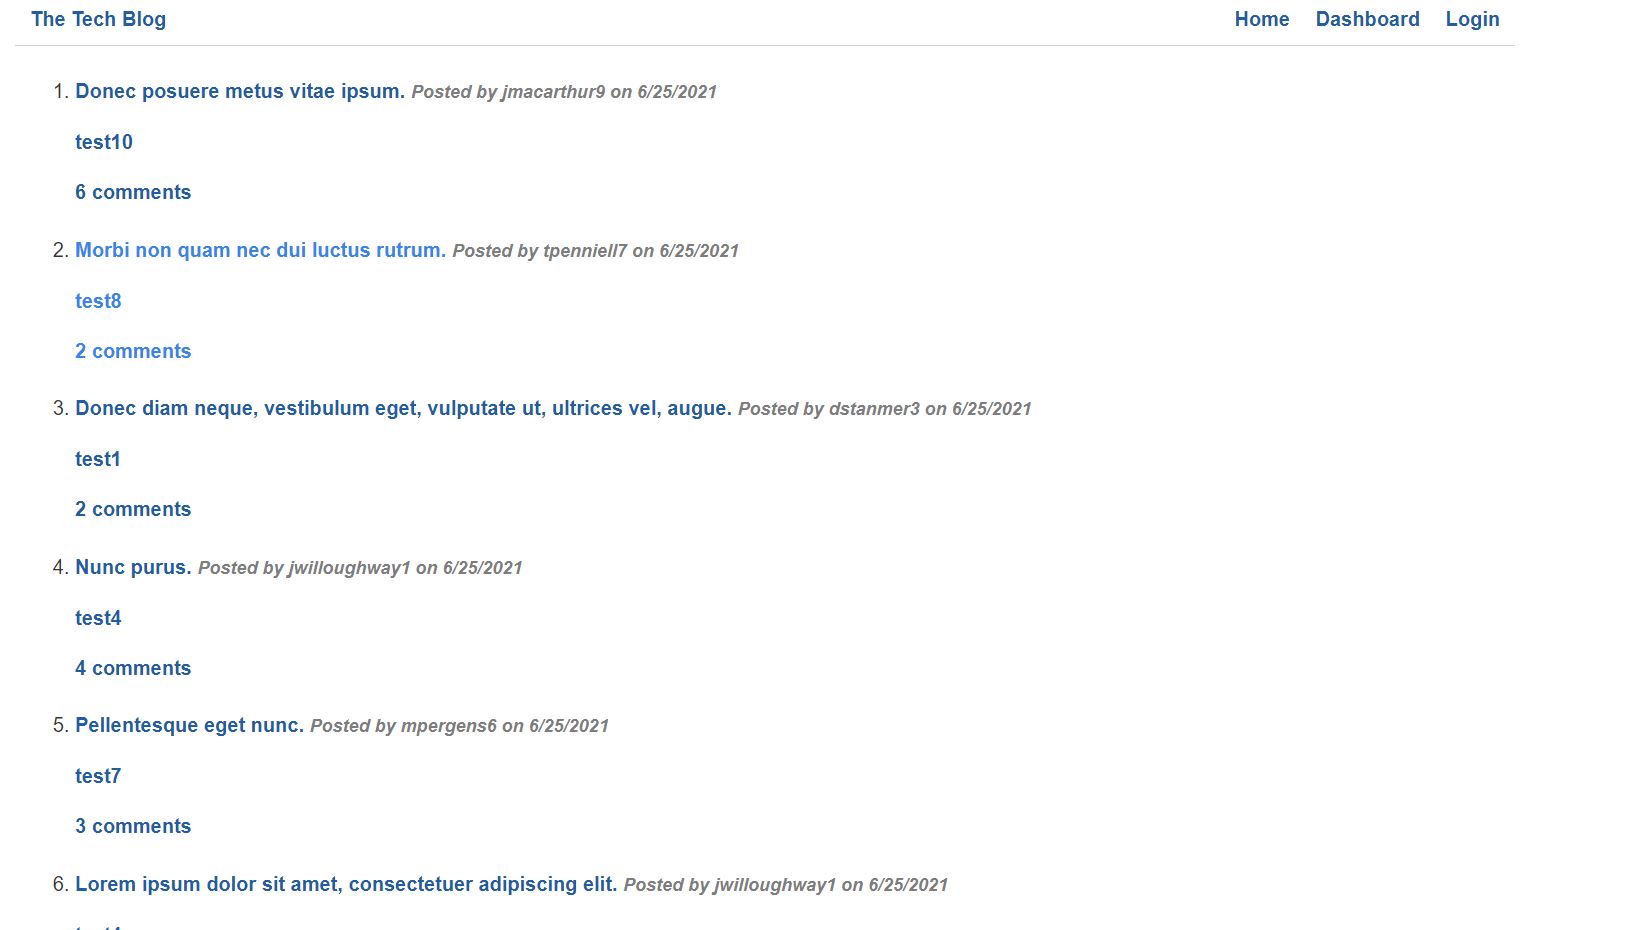 The Tech Blog Home Dashboard Login
1. Donec posuere metus vitae ipsum. Posted by jmacarthur9 on 6/25/2021
test10
6 comments
2. Morbi non quam nec dui luctus rutrum. Posted by tpenniell7 on 6/25/2021
test8
2 comments
3. Donec diam neque, vestibulum eget, vulputate ut, ultrices vel, augue. Posted by dstanmer3 on 6/25/2021
test1
2 comments
4. Nunc purus. Posted by jwilloughway1 on 6/25/2021
test4
4 comments
5. Pellentesque eget nunc. Posted by mpergens6 on 6/25/2021
test7
3 comments
6. Lorem ipsum dolor sit amet, consectetuer adipiscing elit. Posted by jwilloughway1 on 6/25/2021